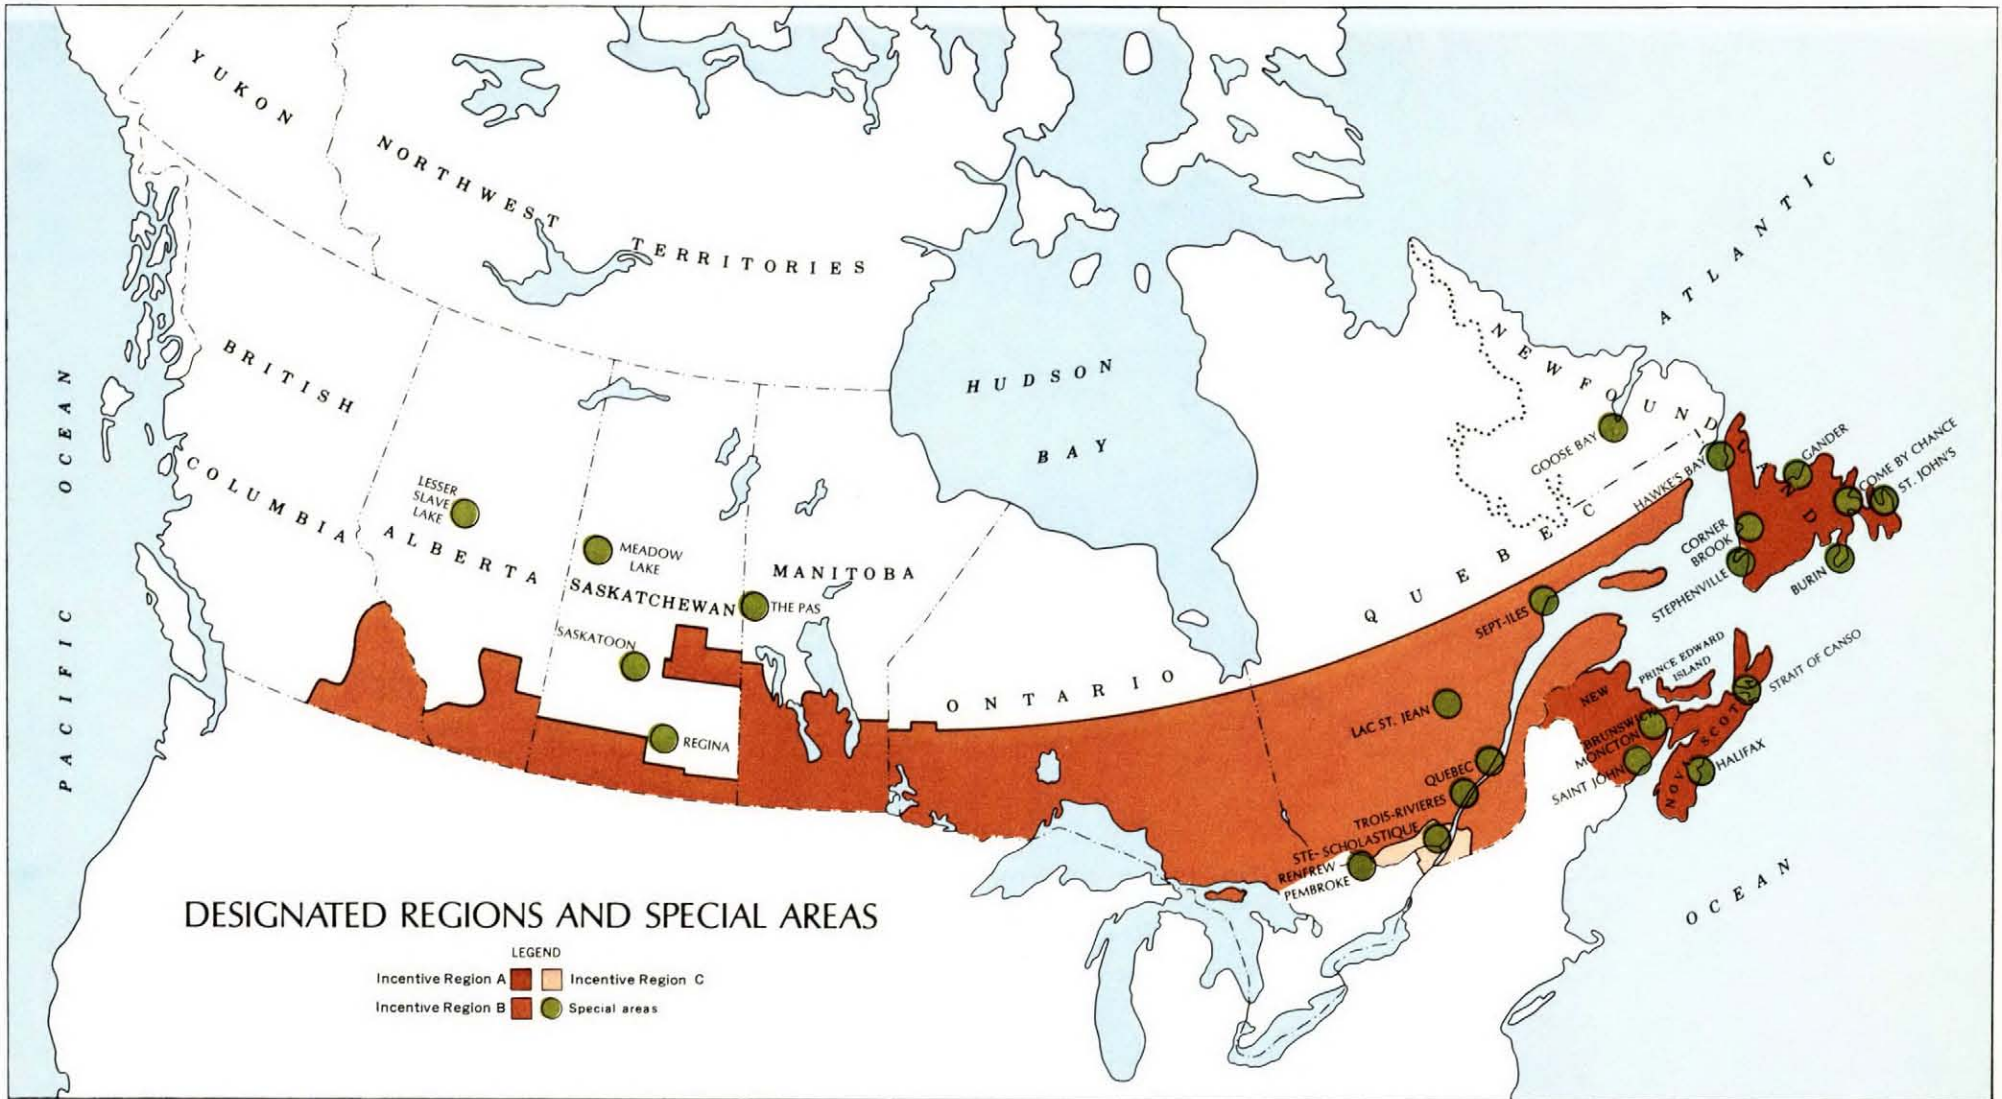 YUKON
NORTHWEST
TERRITORIES
ATLANTIC
OCEAN
PACIFIC
OCEAN
BRITISH
COLUMBIA
HUDSON
BAY
NEWFOUNDLAND
GOOSE BAY
HAWKE'S BAY
GANDER
COME BY CHANCE
ST. JOHN'S
LESSER
SLAVE
LAKE
ALBERTA
MEADOW
LAKE
SASKATCHEWAN
MANITOBA
THE PAS
SASKATOON
REGINA
ONTARIO
QUEBEC
CORNER
BROOK
STEPHENVILLE
BURIN
SEPT-ILES
PRINCE EDWARD
ISLAND
STRAIT OF CANSO
NEW
BRUNSWICK
MONCTON
SAINT JOHN
NOVA SCOTIA
HALIFAX
LAC ST. JEAN
QUEBEC
TROIS-RIVIERES
STE- SCHOLASTIQUE
RENFREW
PEMBROKE
DESIGNATED REGIONS AND SPECIAL AREAS
LEGEND
Incentive Region A
Incentive Region C
Incentive Region B
Special areas